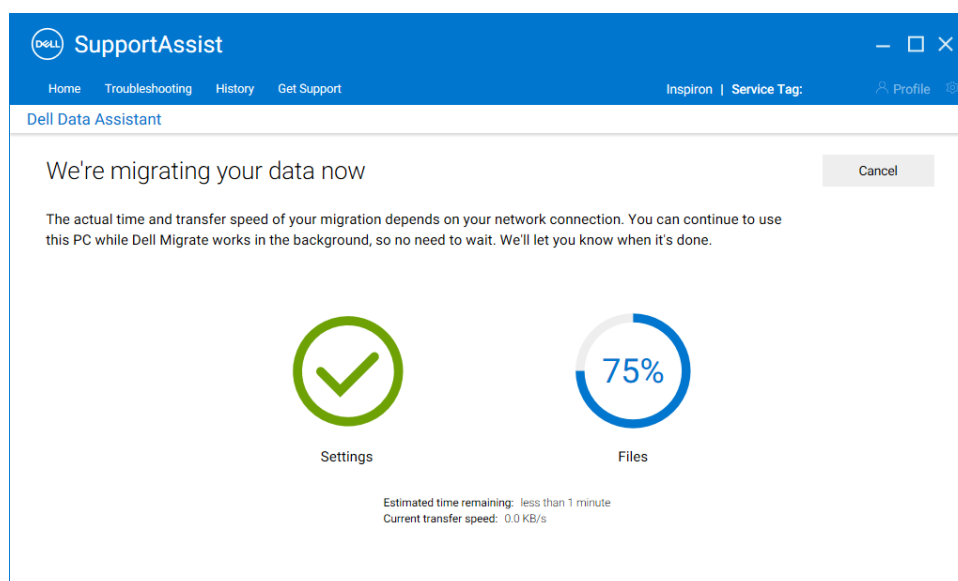 DELL SupportAssist
Home Troubleshooting History Get Support Inspiron | Service Tag: Profile
Dell Data Assistant
We're migrating your data now
Cancel
The actual time and transfer speed of your migration depends on your network connection. You can continue to use
this PC while Dell Migrate works in the background, so no need to wait. We'll let you know when it's done.
75%
Settings Files
Estimated time remaining: less than 1 minute
Current transfer speed: 0.0 KB/s